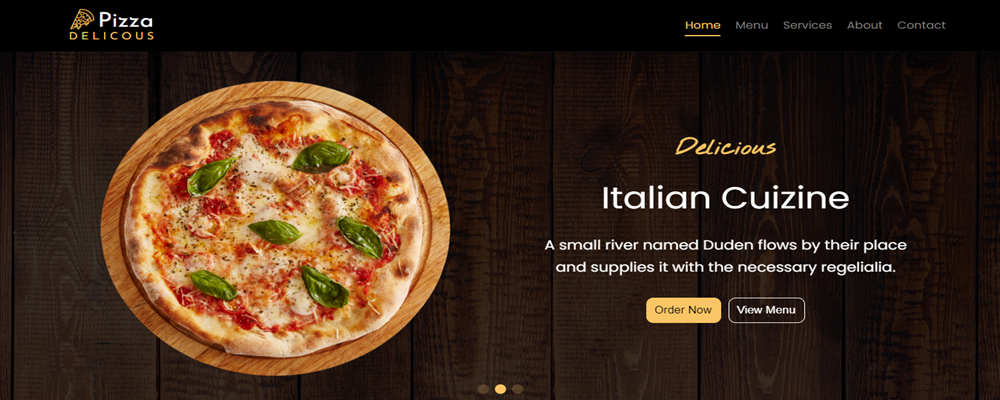 Pizza
DELICOUS
Home Menu Services About Contact
Delicious
Italian Cuizine
A small river named Duden flows by their place
and supplies it with the necessary regelialia.
Order Now View Menu